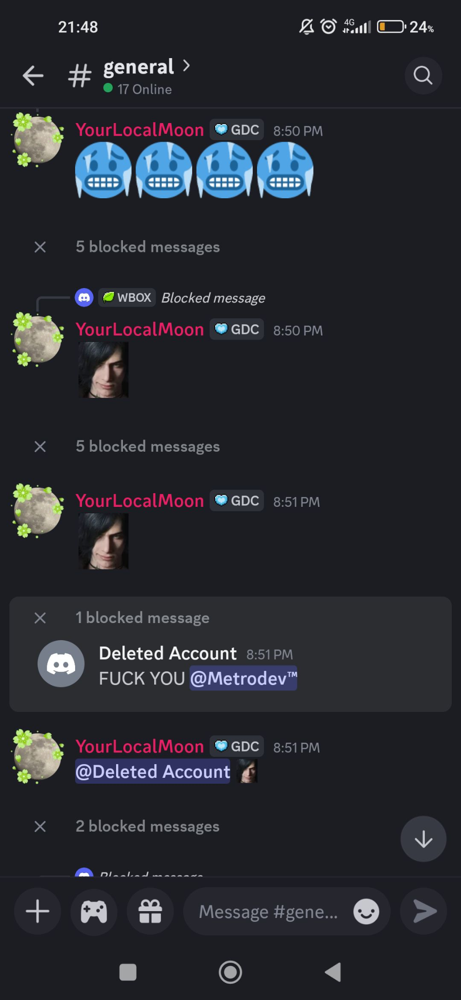 21:48
4G
24%
general
17 Online
YourLocalMoon GDC 8:50 PM
5 blocked messages
WBOX Blocked message
YourLocalMoon GDC 8:50 PM
5 blocked messages
YourLocalMoon GDC 8:51 PM
1 blocked message
Deleted Account 8:51 PM
FUCK YOU @Metrodev™
YourLocalMoon GDC 8:51 PM
@Deleted Account
2 blocked messages
Blocked message
Message #gene...